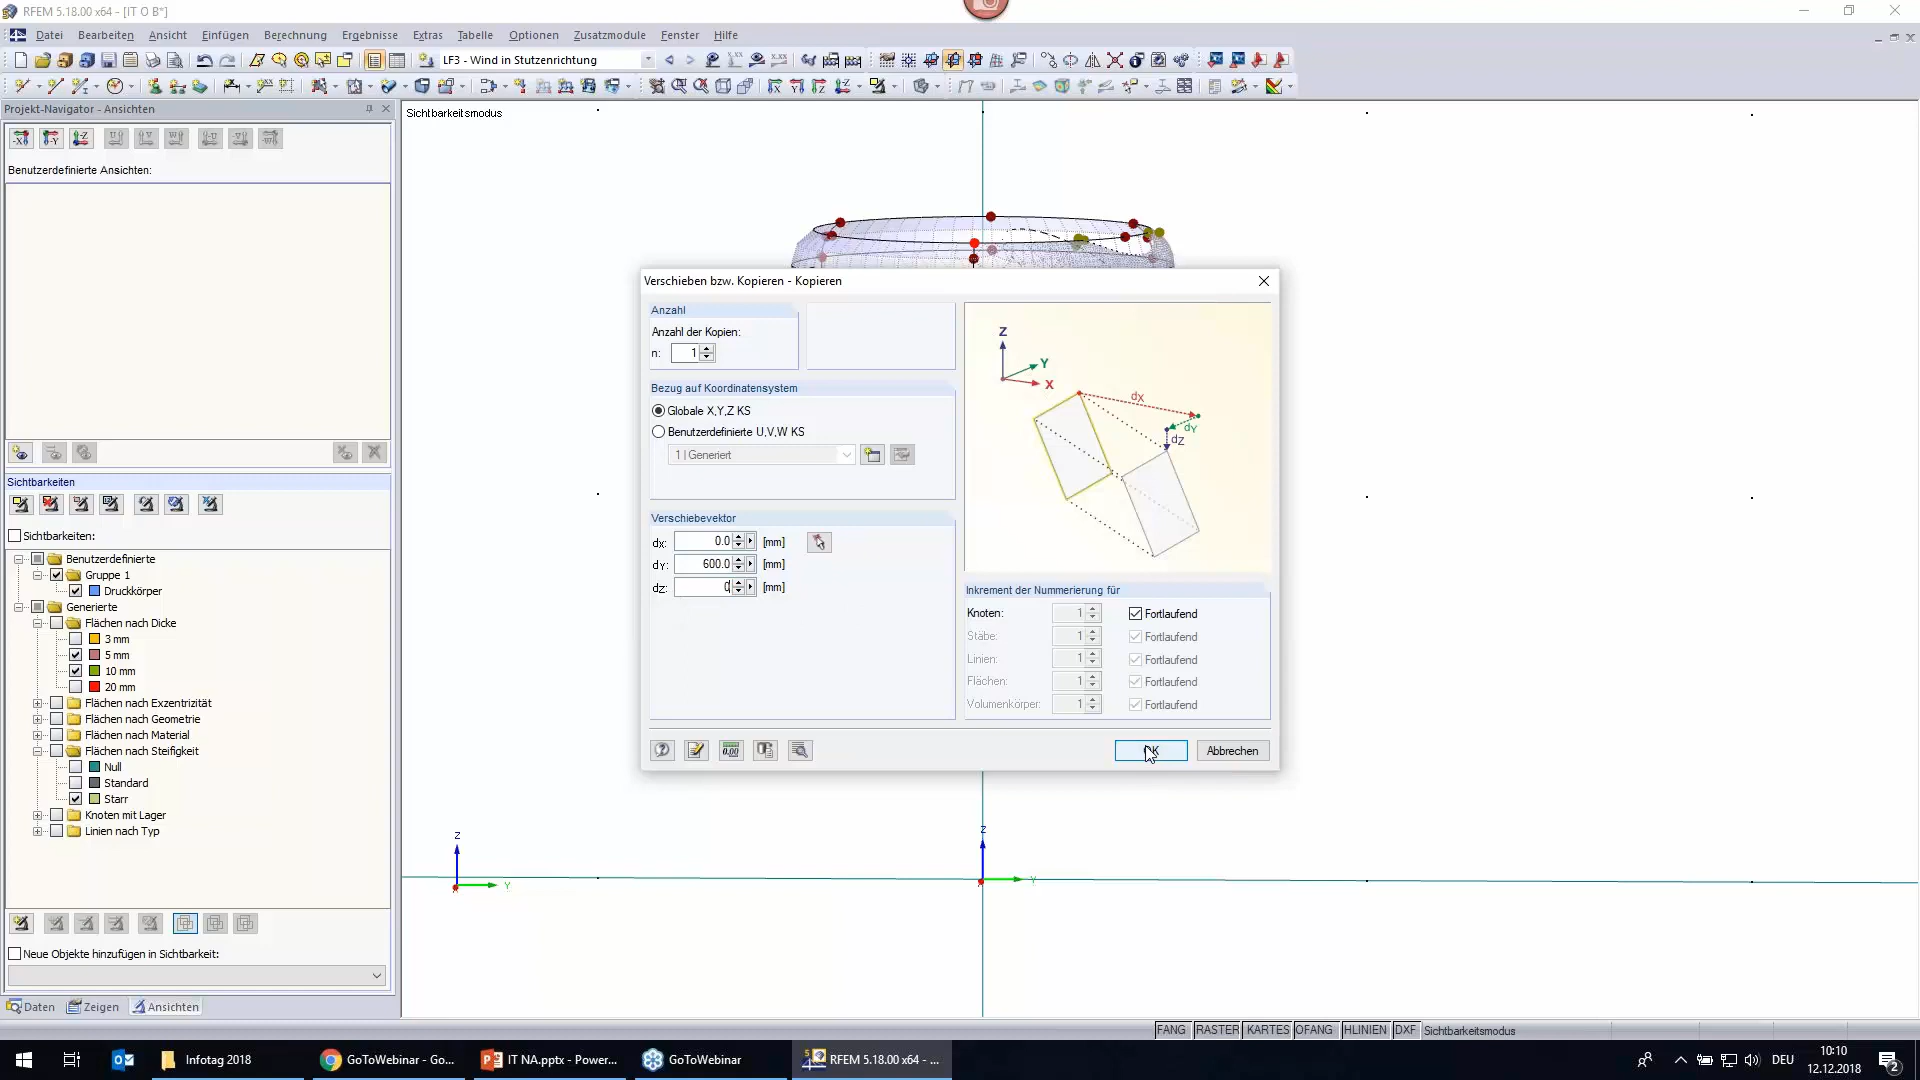 RFEM 5.18.00 x64 - [IT O B*]
Datei Bearbeiten Ansicht Einfügen Berechnung Ergebnisse Extras Tabelle Optionen Zusatzmodule Fenster Hilfe
LF3 - Wind in Stutzenrichtung
Projekt-Navigator - Ansichten
Benutzerdefinierte Ansichten:
Sichtbarkeiten
Sichtbarkeiten:
Benutzerdefinierte
Gruppe 1
Druckkörper
Generierte
Flächen nach Dicke
3 mm
5 mm
10 mm
20 mm
Flächen nach Exzentrizität
Flächen nach Geometrie
Flächen nach Material
Flächen nach Steifigkeit
Null
Standard
Starr
Knoten mit Lager
Linien nach Typ
Neue Objekte hinzufügen in Sichtbarkeit:
Daten Zeigen Ansichten
Sichtbarkeitsmodus
Verschieben bzw. Kopieren - Kopieren
Anzahl
Anzahl der Kopien:
n: 1
Bezug auf Koordinatensystem
Globale X,Y,Z KS
Benutzerdefinierte U,V,W KS
1 | Generiert
Verschiebevektor
dX: 0.0 [mm]
dY: 600.0 [mm]
dZ: 0 [mm]
Z
Y
X
dX
dY
dZ
Inkrement der Nummerierung für
Knoten: 1 Fortlaufend
Stäbe: 1 Fortlaufend
Linien: 1 Fortlaufend
Flächen: 1 Fortlaufend
Volumenkörper: 1 Fortlaufend
OK Abbrechen
Z
Y
Z
Y
FANG RASTER KARTES OFANG HLINIEN DXF Sichtbarkeitsmodus
Infotag 2018 GoToWebinar - Go... IT NA.pptx - Power... GoToWebinar RFEM 5.18.00 x64 - ...
DEU
10:10
12.12.2018
2